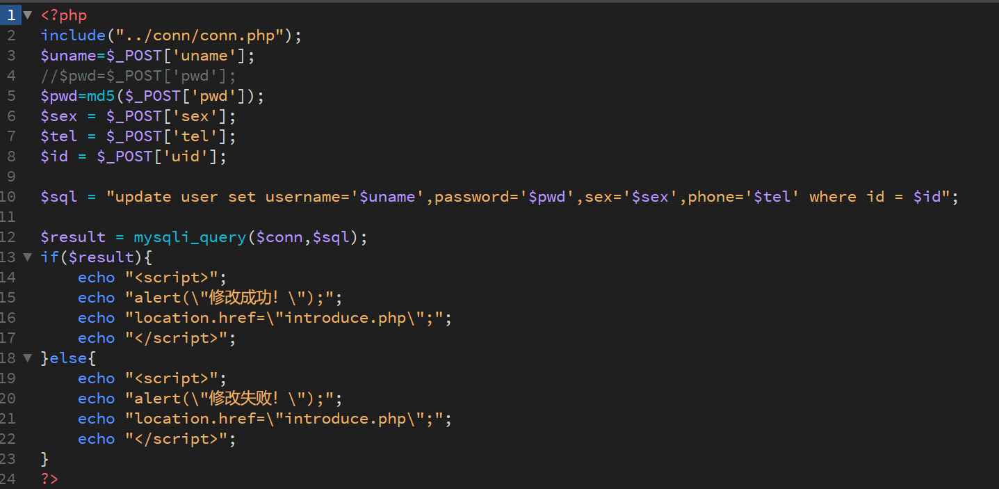 1 <?php
2 include("../conn/conn.php");
3 $uname=$_POST['uname'];
4 //$pwd=$_POST['pwd'];
5 $pwd=md5($_POST['pwd']);
6 $sex = $_POST['sex'];
7 $tel = $_POST['tel'];
8 $id = $_POST['uid'];
9
10 $sql = "update user set username='$uname',password='$pwd',sex='$sex',phone='$tel' where id = $id";
11
12 $result = mysqli_query($conn,$sql);
13 if($result){
14     echo "<script>";
15     echo "alert(\"修改成功！\");";
16     echo "location.href=\"introduce.php\";";
17     echo "</script>";
18 }else{
19     echo "<script>";
20     echo "alert(\"修改失败！\");";
21     echo "location.href=\"introduce.php\";";
22     echo "</script>";
23 }
24 ?>